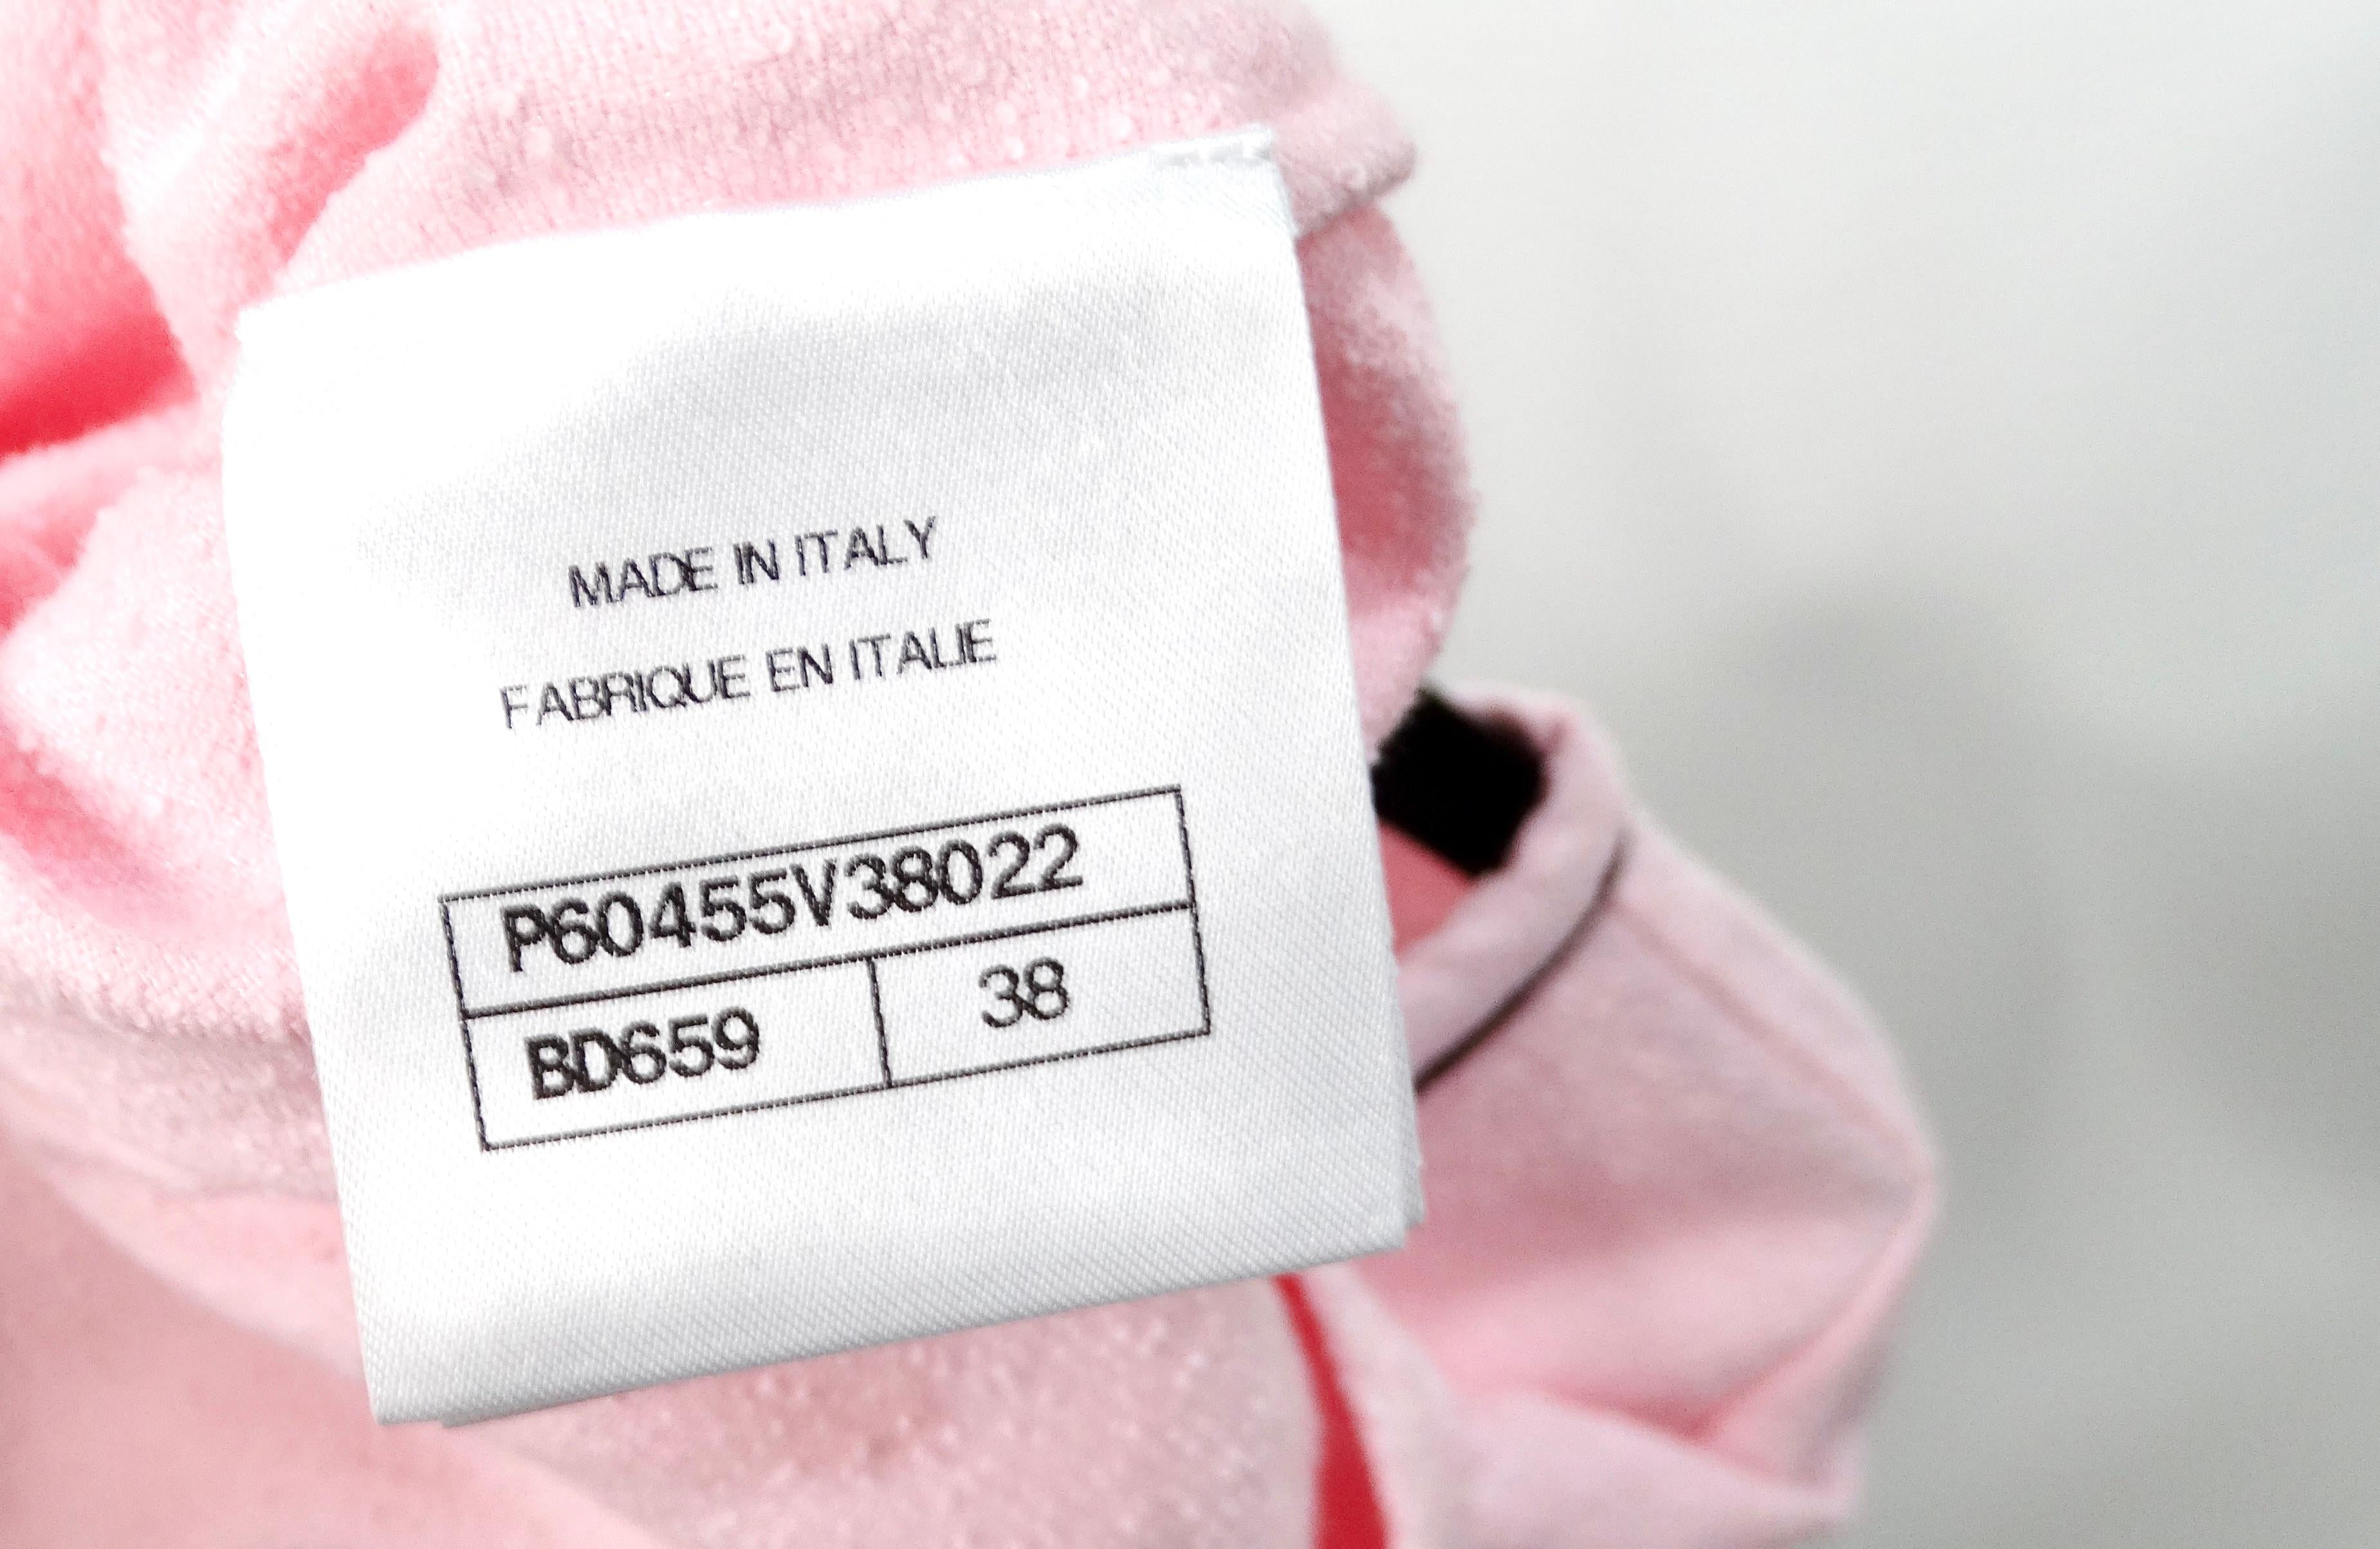 MADE IN ITALY
FABRIQUE EN ITALIE
P60455V38022
BD659 38